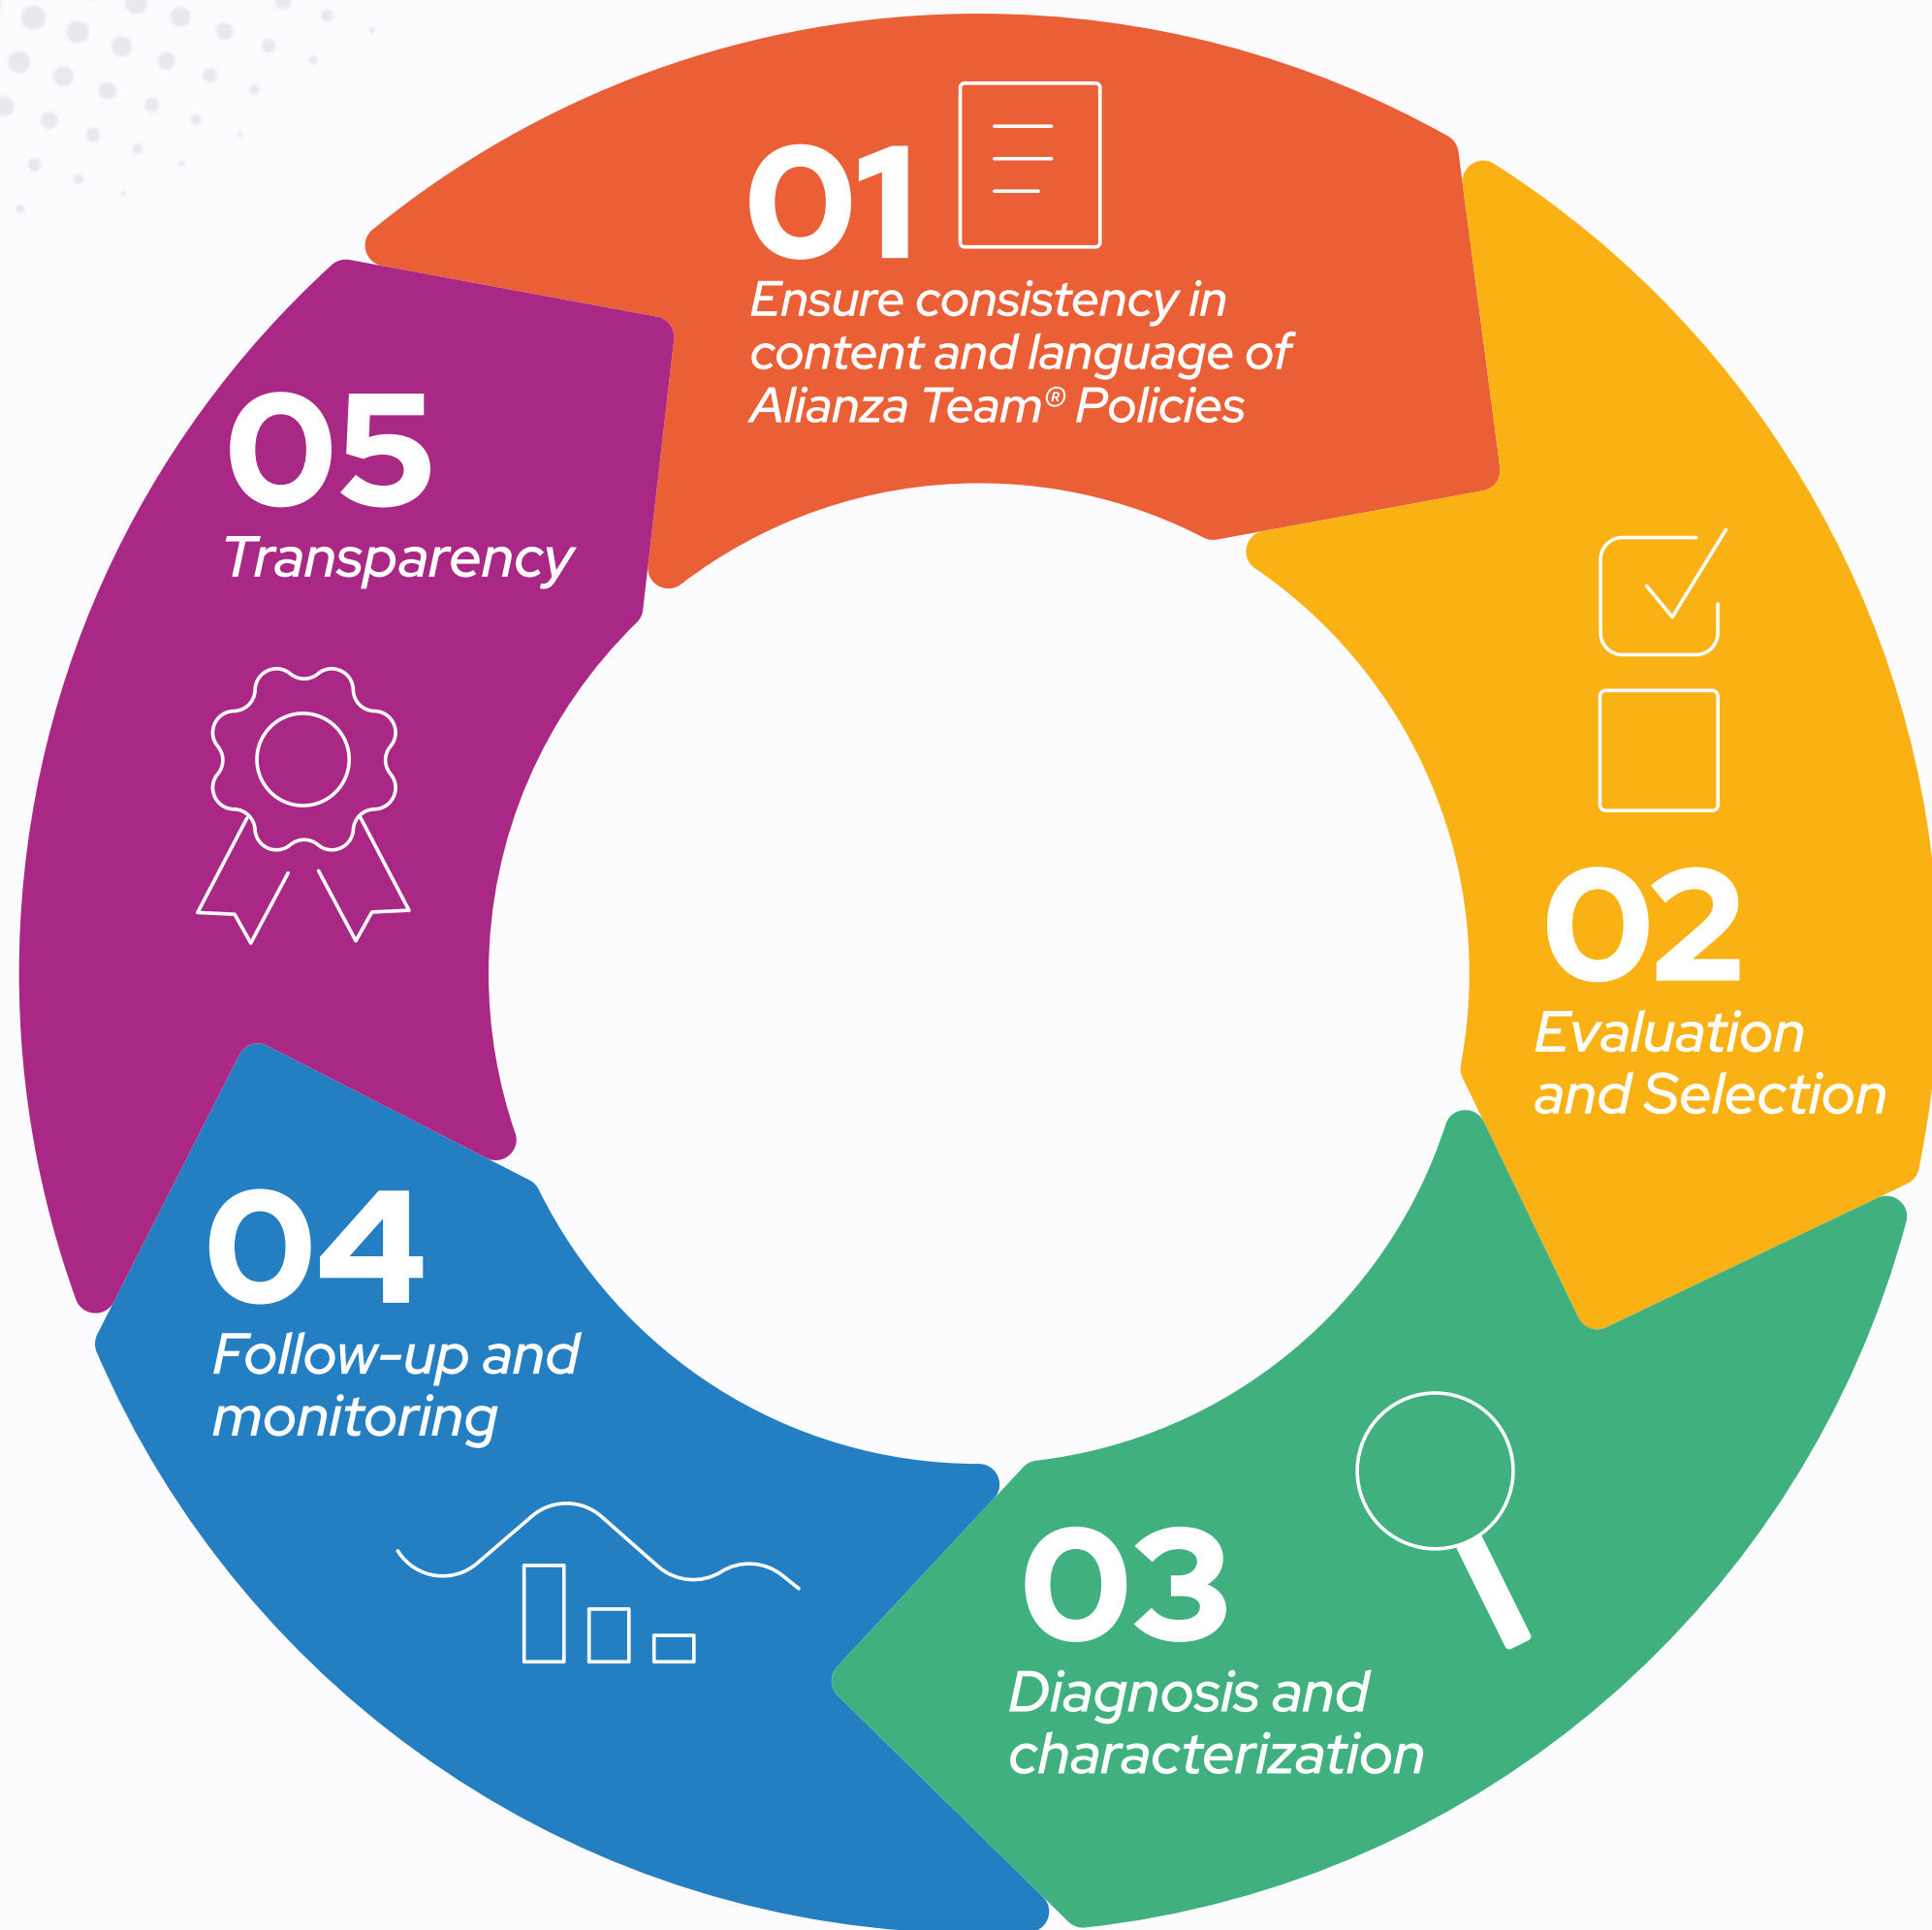 01
Ensure consistency in
content and language of
Alianza Team® Policies
02
Evaluation
and Selection
03
Diagnosis and
characterization
04
Follow-up and
monitoring
05
Transparency